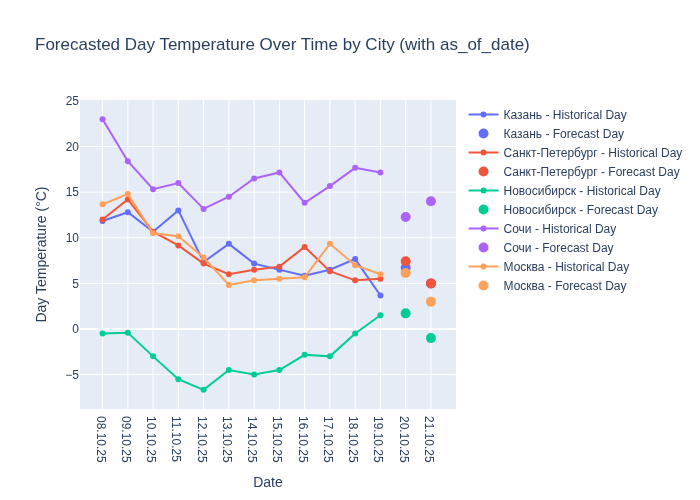 Forecasted Day Temperature Over Time by City (with as_of_date)
Day Temperature (°C)
25
20
15
10
5
0
−5
08.10.25
09.10.25
10.10.25
11.10.25
12.10.25
13.10.25
14.10.25
15.10.25
16.10.25
17.10.25
18.10.25
19.10.25
20.10.25
21.10.25
Date
Казань - Historical Day
Казань - Forecast Day
Санкт-Петербург - Historical Day
Санкт-Петербург - Forecast Day
Новосибирск - Historical Day
Новосибирск - Forecast Day
Сочи - Historical Day
Сочи - Forecast Day
Москва - Historical Day
Москва - Forecast Day